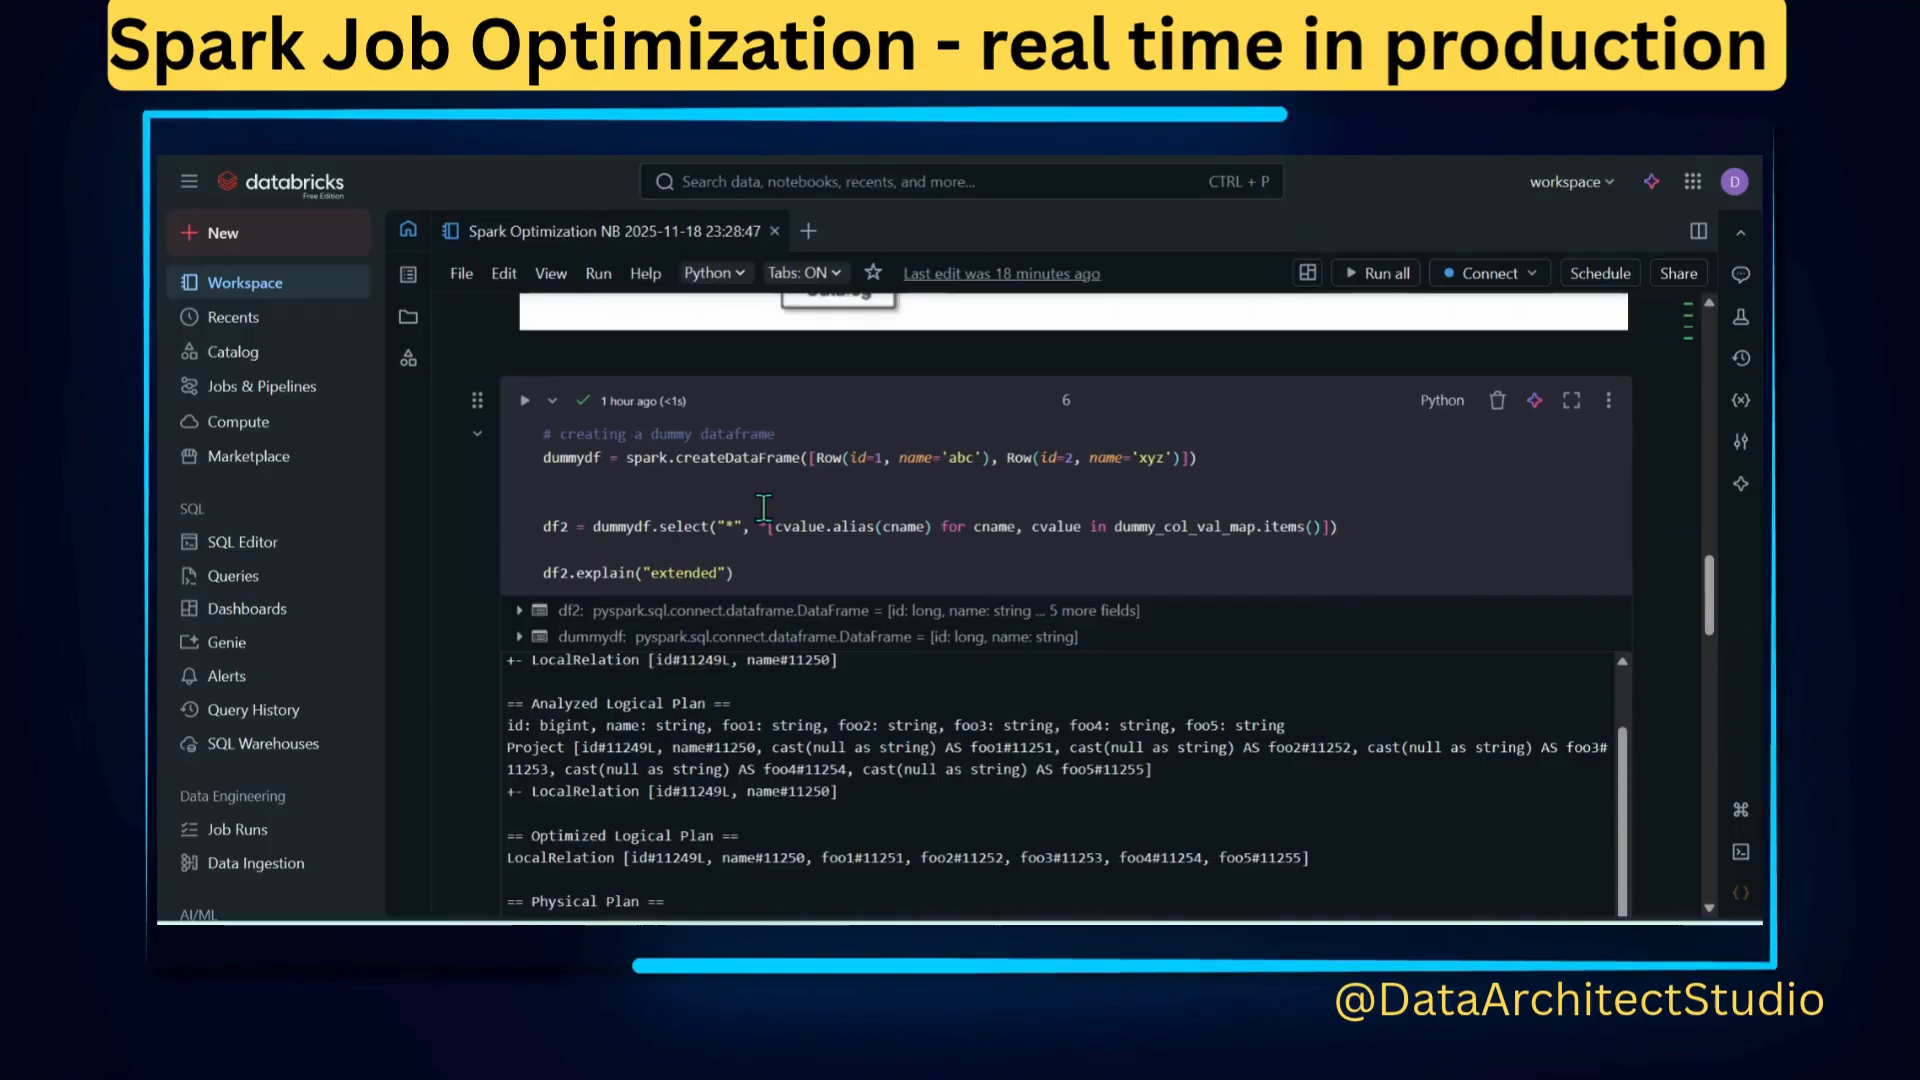 Spark Job Optimization - real time in production
databricks
Free Edition
Search data, notebooks, recents, and more...
CTRL + P
workspace
D
New
Spark Optimization NB 2025-11-18 23:28:47
File Edit View Run Help Python Tabs: ON Last edit was 18 minutes ago
Run all
Connect
Schedule
Share
Workspace
Recents
Catalog
Jobs & Pipelines
Compute
Marketplace
SQL
SQL Editor
Queries
Dashboards
Genie
Alerts
Query History
SQL Warehouses
Data Engineering
Job Runs
Data Ingestion
AI/ML
1 hour ago (<1s)
6
Python
# creating a dummy dataframe
dummydf = spark.createDataFrame([Row(id=1, name='abc'), Row(id=2, name='xyz')])
df2 = dummydf.select("*", *[cvalue.alias(cname) for cname, cvalue in dummy_col_val_map.items()])
df2.explain("extended")
df2: pyspark.sql.connect.dataframe.DataFrame = [id: long, name: string ... 5 more fields]
dummydf: pyspark.sql.connect.dataframe.DataFrame = [id: long, name: string]
+- LocalRelation [id#11249L, name#11250]
== Analyzed Logical Plan ==
id: bigint, name: string, foo1: string, foo2: string, foo3: string, foo4: string, foo5: string
Project [id#11249L, name#11250, cast(null as string) AS foo1#11251, cast(null as string) AS foo2#11252, cast(null as string) AS foo3#
11253, cast(null as string) AS foo4#11254, cast(null as string) AS foo5#11255]
+- LocalRelation [id#11249L, name#11250]
== Optimized Logical Plan ==
LocalRelation [id#11249L, name#11250, foo1#11251, foo2#11252, foo3#11253, foo4#11254, foo5#11255]
== Physical Plan ==
@DataArchitectStudio